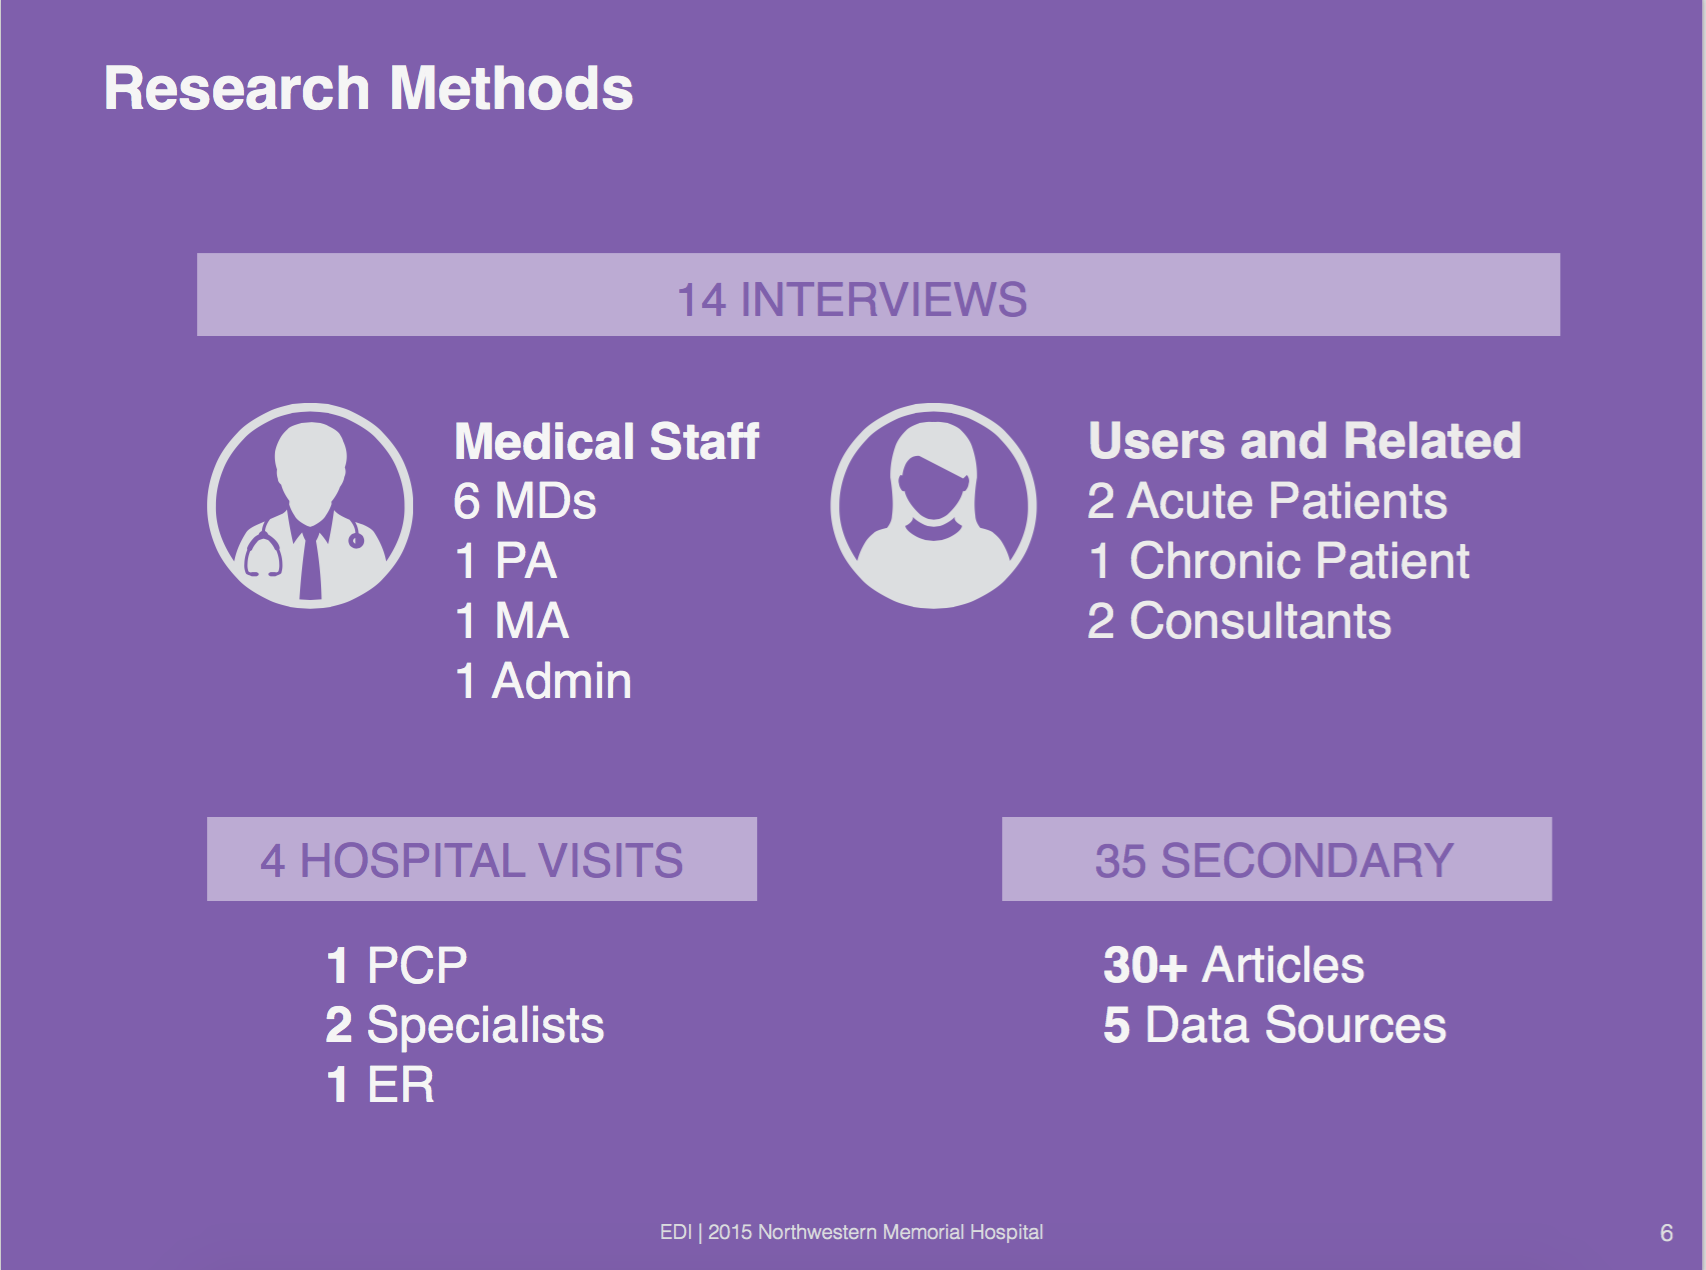 Research Methods
14 INTERVIEWS
Medical Staff
6 MDs
1 PA
1 MA
1 Admin
Users and Related
2 Acute Patients
1 Chronic Patient
2 Consultants
4 HOSPITAL VISITS
1 PCP
2 Specialists
1 ER
35 SECONDARY
30+ Articles
5 Data Sources
EDI | 2015 Northwestern Memorial Hospital
6